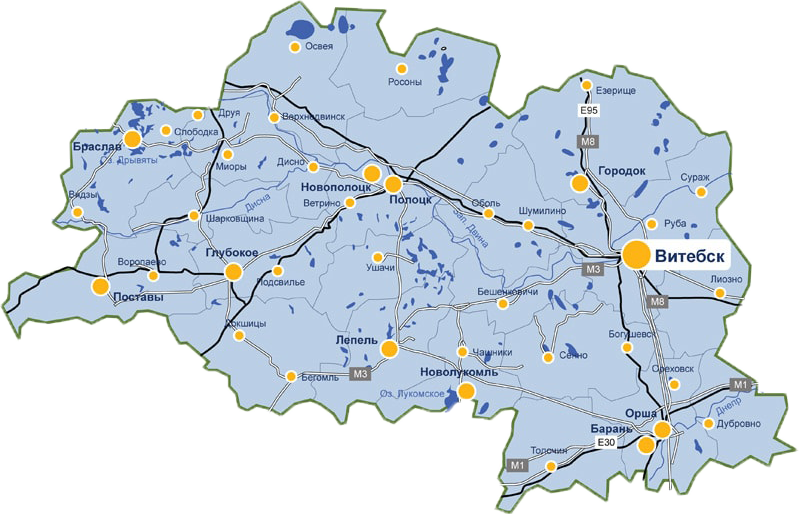 Освея
Росоны
Езерище
E95
Друя
Верхнедвинск
Слободка
Браслав
M8
Оз. Дрывяты
Миоры
Дисно
Городок
Сураж
Новополоцк
Полоцк
Видзы
Дисна
Ветрино
Оболь
Шарковщина
Шумилино
Руба
Зап. Двина
Глубокое
Витебск
Воропаево
Ушачи
M3
Подсвилье
Лиозно
Поставы
Бешенковичи
M8
Докшицы
Богушевск
Лепель
Чашники
Сенно
Ореховск
Новолукомль
Бегомль
M3
M1
Оз. Лукомское
Днепр
Орша
Барань
Дубровно
E30
Толочин
M1